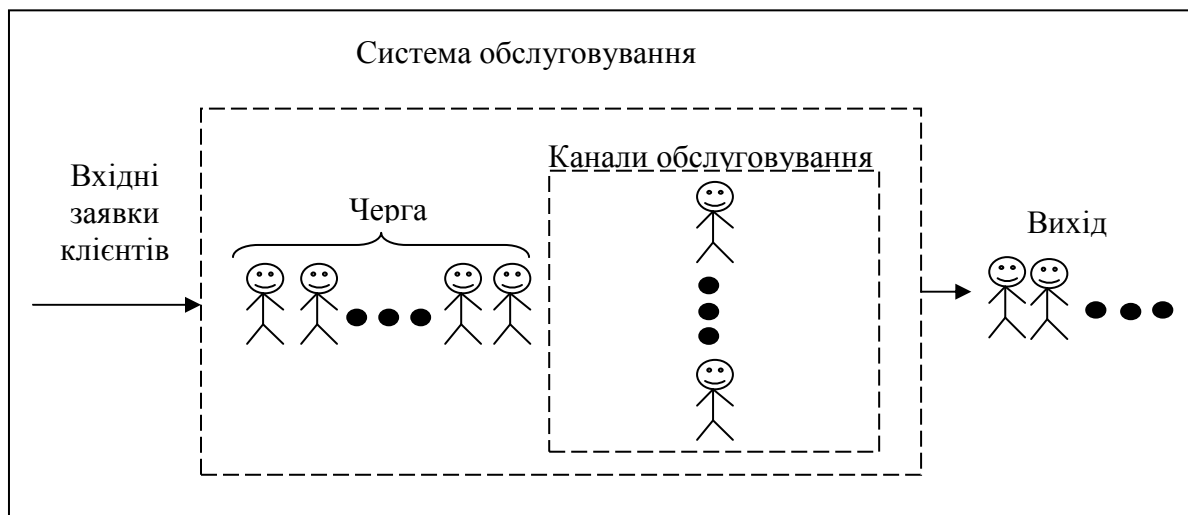 Система обслуговування
Вхідні
заявки
клієнтів
Черга
Канали обслуговування
Вихід